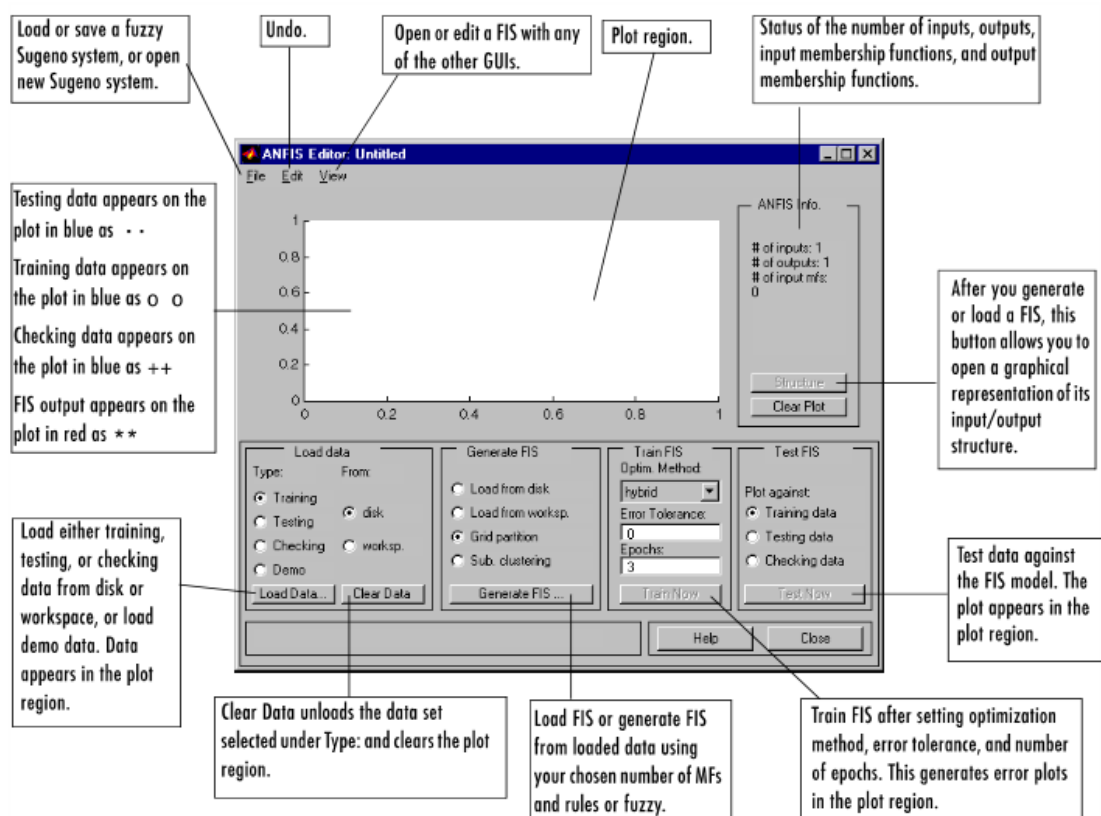 Load or save a fuzzy
Sugeno system, or open
new Sugeno system.
Undo.
Open or edit a FIS with any
of the other GUIs.
Plot region.
Status of the number of inputs, outputs,
input membership functions, and output
membership functions.
ANFIS Editor: Untitled
File Edit View
Testing data appears on the
plot in blue as · ·
Training data appears on
the plot in blue as o o
Checking data appears on
the plot in blue as ++
FIS output appears on the
plot in red as **
1
0.8
0.6
0.4
0.2
0
0 0.2 0.4 0.6 0.8 1
ANFIS Info.
# of inputs: 1
# of outputs: 1
# of input mfs:
0
Structure
Clear Plot
After you generate
or load a FIS, this
button allows you to
open a graphical
representation of its
input/output
structure.
Load data
Type: From:
Training
Testing
Checking
Demo
disk
worksp.
Load Data... Clear Data
Generate FIS
Load from disk
Load from worksp.
Grid partition
Sub. clustering
Generate FIS ...
Train FIS
Optim. Method:
hybrid
Error Tolerance:
0
Epochs:
3
Train Now
Test FIS
Plot against:
Training data
Testing data
Checking data
Test Now
Help Close
Load either training,
testing, or checking
data from disk or
workspace, or load
demo data. Data
appears in the plot
region.
Test data against
the FIS model. The
plot appears in the
plot region.
Clear Data unloads the data set
selected under Type: and clears the plot
region.
Load FIS or generate FIS
from loaded data using
your chosen number of MFs
and rules or fuzzy.
Train FIS after setting optimization
method, error tolerance, and number
of epochs. This generates error plots
in the plot region.